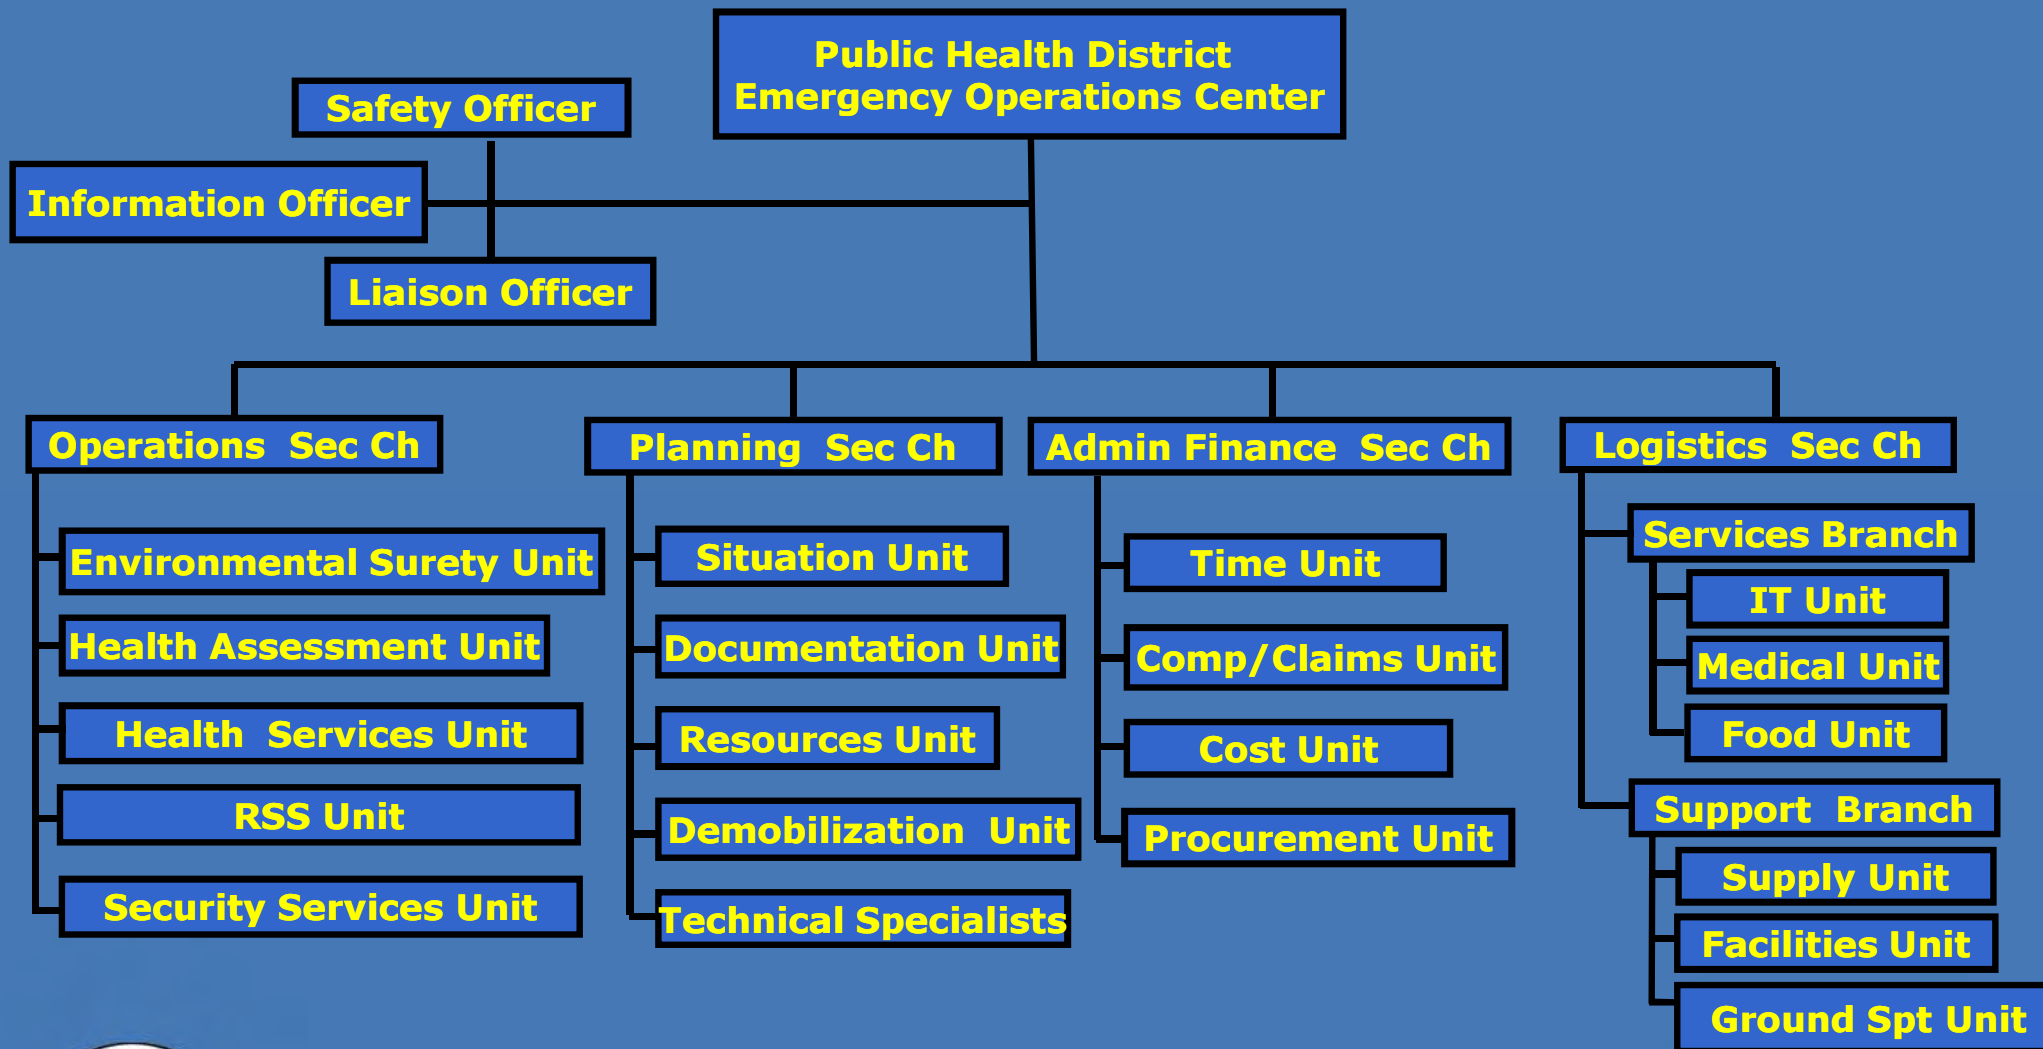 Public Health District
Emergency Operations Center
Safety Officer
Information Officer
Liaison Officer
Operations  Sec Ch
Environmental Surety Unit
Health Assessment Unit
Health  Services Unit
RSS Unit
Security Services Unit
Planning  Sec Ch
Situation Unit
Documentation Unit
Resources Unit
Demobilization  Unit
Technical Specialists
Admin Finance  Sec Ch
Time Unit
Comp/Claims Unit
Cost Unit
Procurement Unit
Logistics  Sec Ch
Services Branch
IT Unit
Medical Unit
Food Unit
Support  Branch
Supply Unit
Facilities Unit
Ground Spt Unit